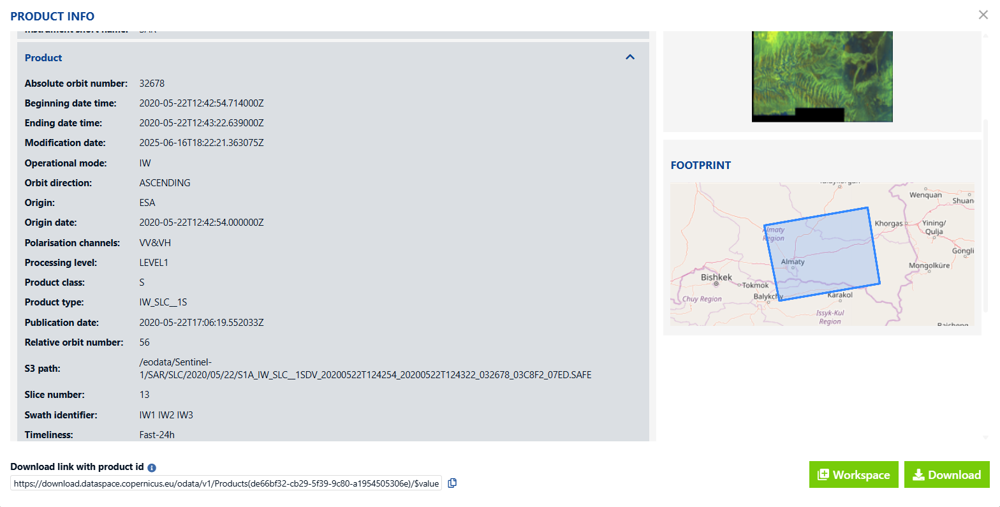 PRODUCT INFO
Instrument short name: SAR
Product
Absolute orbit number: 32678
Beginning date time: 2020-05-22T12:42:54.714000Z
Ending date time: 2020-05-22T12:43:22.639000Z
Modification date: 2025-06-16T18:22:21.363075Z
Operational mode: IW
Orbit direction: ASCENDING
Origin: ESA
Origin date: 2020-05-22T12:42:54.000000Z
Polarisation channels: VV&VH
Processing level: LEVEL1
Product class: S
Product type: IW_SLC__1S
Publication date: 2020-05-22T17:06:19.552033Z
Relative orbit number: 56
S3 path: /eodata/Sentinel-
1/SAR/SLC/2020/05/22/S1A_IW_SLC__1SDV_20200522T124254_20200522T124322_032678_03C8F2_07ED.SAFE
Slice number: 13
Swath identifier: IW1 IW2 IW3
Timeliness: Fast-24h
FOOTPRINT
Wenquan
Shuan
Khorgas
Yining/
Qulja
Almaty
Region
Gongli
Almaty
Mongolküre
Bishkek
Tokmok
Chuy Region
Balykchy
Karakol
Issyk-Kul
Region
Download link with product id
https://download.dataspace.copernicus.eu/odata/v1/Products(de66bf32-cb29-5f39-9c80-a1954505306e)/$value
Workspace
Download